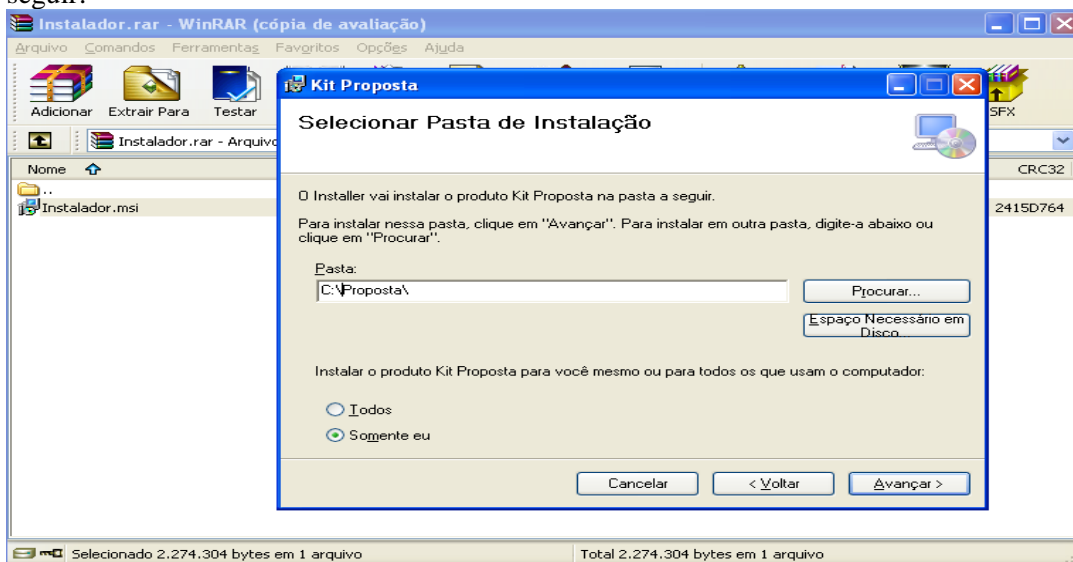 seguir:
Instalador.rar - WinRAR (cópia de avaliação)
Arquivo Comandos Ferramentas Favoritos Opções Ajuda
Adicionar Extrair Para Testar SFX
Instalador.rar - Arquivo
Nome CRC32
..
Instalador.msi 2415D764
Kit Proposta
Selecionar Pasta de Instalação
O Installer vai instalar o produto Kit Proposta na pasta a seguir.
Para instalar nessa pasta, clique em "Avançar". Para instalar em outra pasta, digite-a abaixo ou
clique em "Procurar".
Pasta:
C:\Proposta\
Procurar...
Espaço Necessário em
Disco...
Instalar o produto Kit Proposta para você mesmo ou para todos os que usam o computador:
Todos
Somente eu
Cancelar < Voltar Avançar >
Selecionado 2.274.304 bytes em 1 arquivo Total 2.274.304 bytes em 1 arquivo